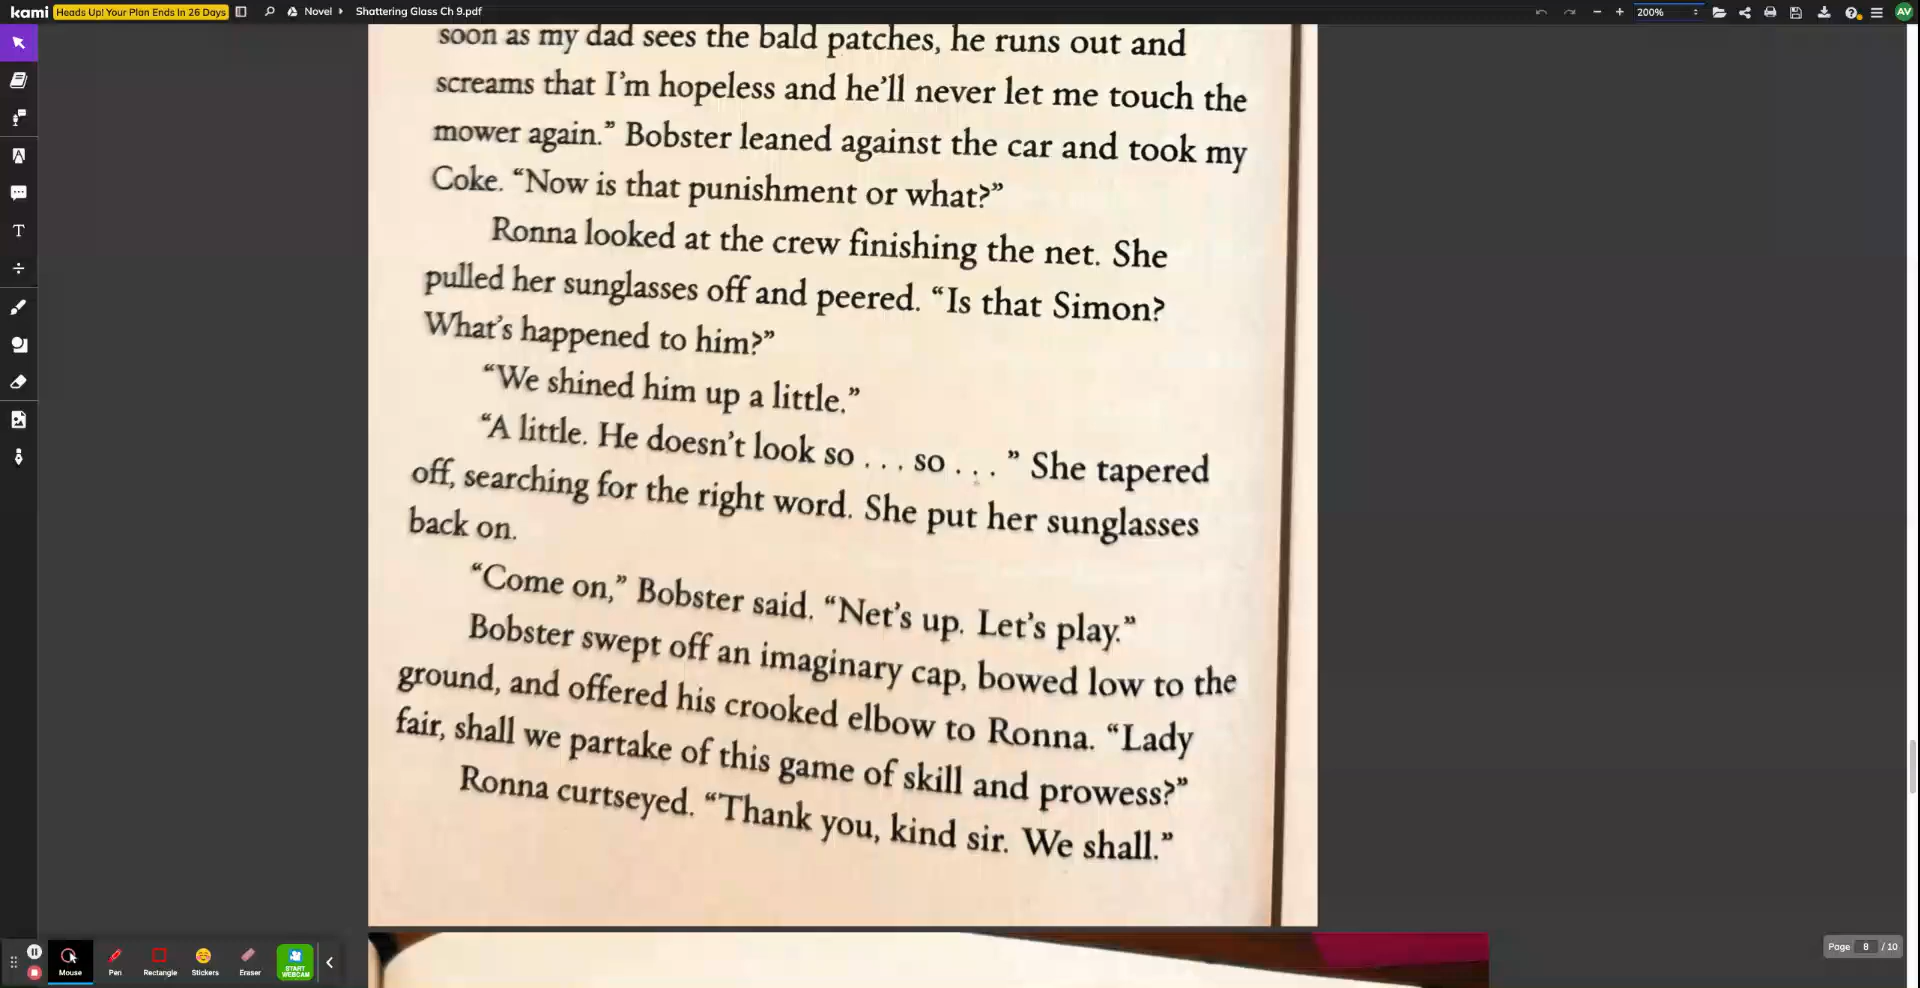 kami Heads Up! Your Plan Ends In 26 Days Novel Shattering Glass Ch 9.pdf 200% AV
soon as my dad sees the bald patches, he runs out and
screams that I'm hopeless and he'll never let me touch the
mower again.” Bobster leaned against the car and took my
Coke. “Now is that punishment or what?”
Ronna looked at the crew finishing the net. She
pulled her sunglasses off and peered. “Is that Simon?
What's happened to him?”
“We shined him up a little.”
“A little. He doesn't look so . . . so . . . ” She tapered
off, searching for the right word. She put her sunglasses
back on.
“Come on,” Bobster said. “Net's up. Let's play.”
Bobster swept off an imaginary cap, bowed low to the
ground, and offered his crooked elbow to Ronna. “Lady
fair, shall we partake of this game of skill and prowess?”
Ronna curtseyed. “Thank you, kind sir. We shall.”
Page 8 / 10
Mouse Pen Rectangle Stickers Eraser START WEBCAM